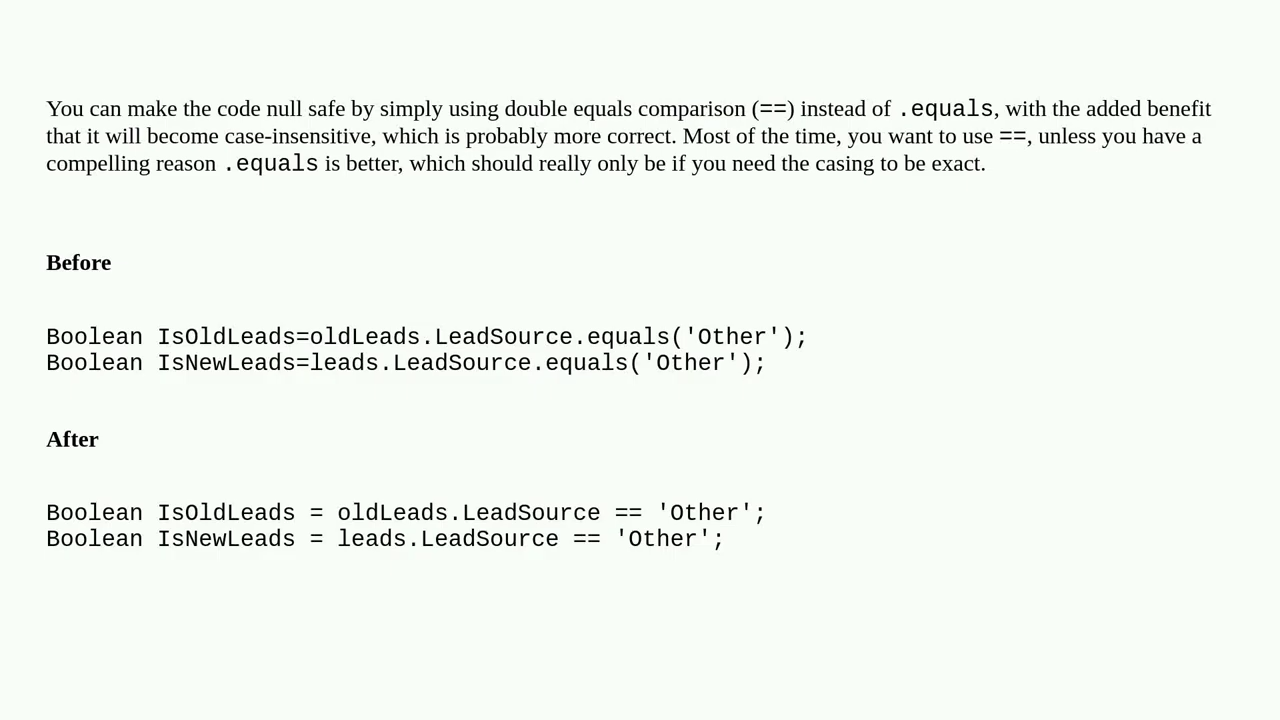 You can make the code null safe by simply using double equals comparison (==) instead of .equals, with the added benefit
that it will become case-insensitive, which is probably more correct. Most of the time, you want to use ==, unless you have a
compelling reason .equals is better, which should really only be if you need the casing to be exact.
Before
Boolean IsOldLeads=oldLeads.LeadSource.equals('Other');
Boolean IsNewLeads=leads.LeadSource.equals('Other');
After
Boolean IsOldLeads = oldLeads.LeadSource == 'Other';
Boolean IsNewLeads = leads.LeadSource == 'Other';